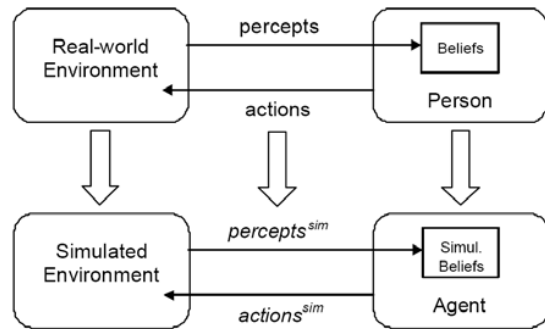 percepts
Real-world
Environment
Beliefs
Person
actions
percepts^sim
Simulated
Environment
Simul.
Beliefs
actions^sim
Agent